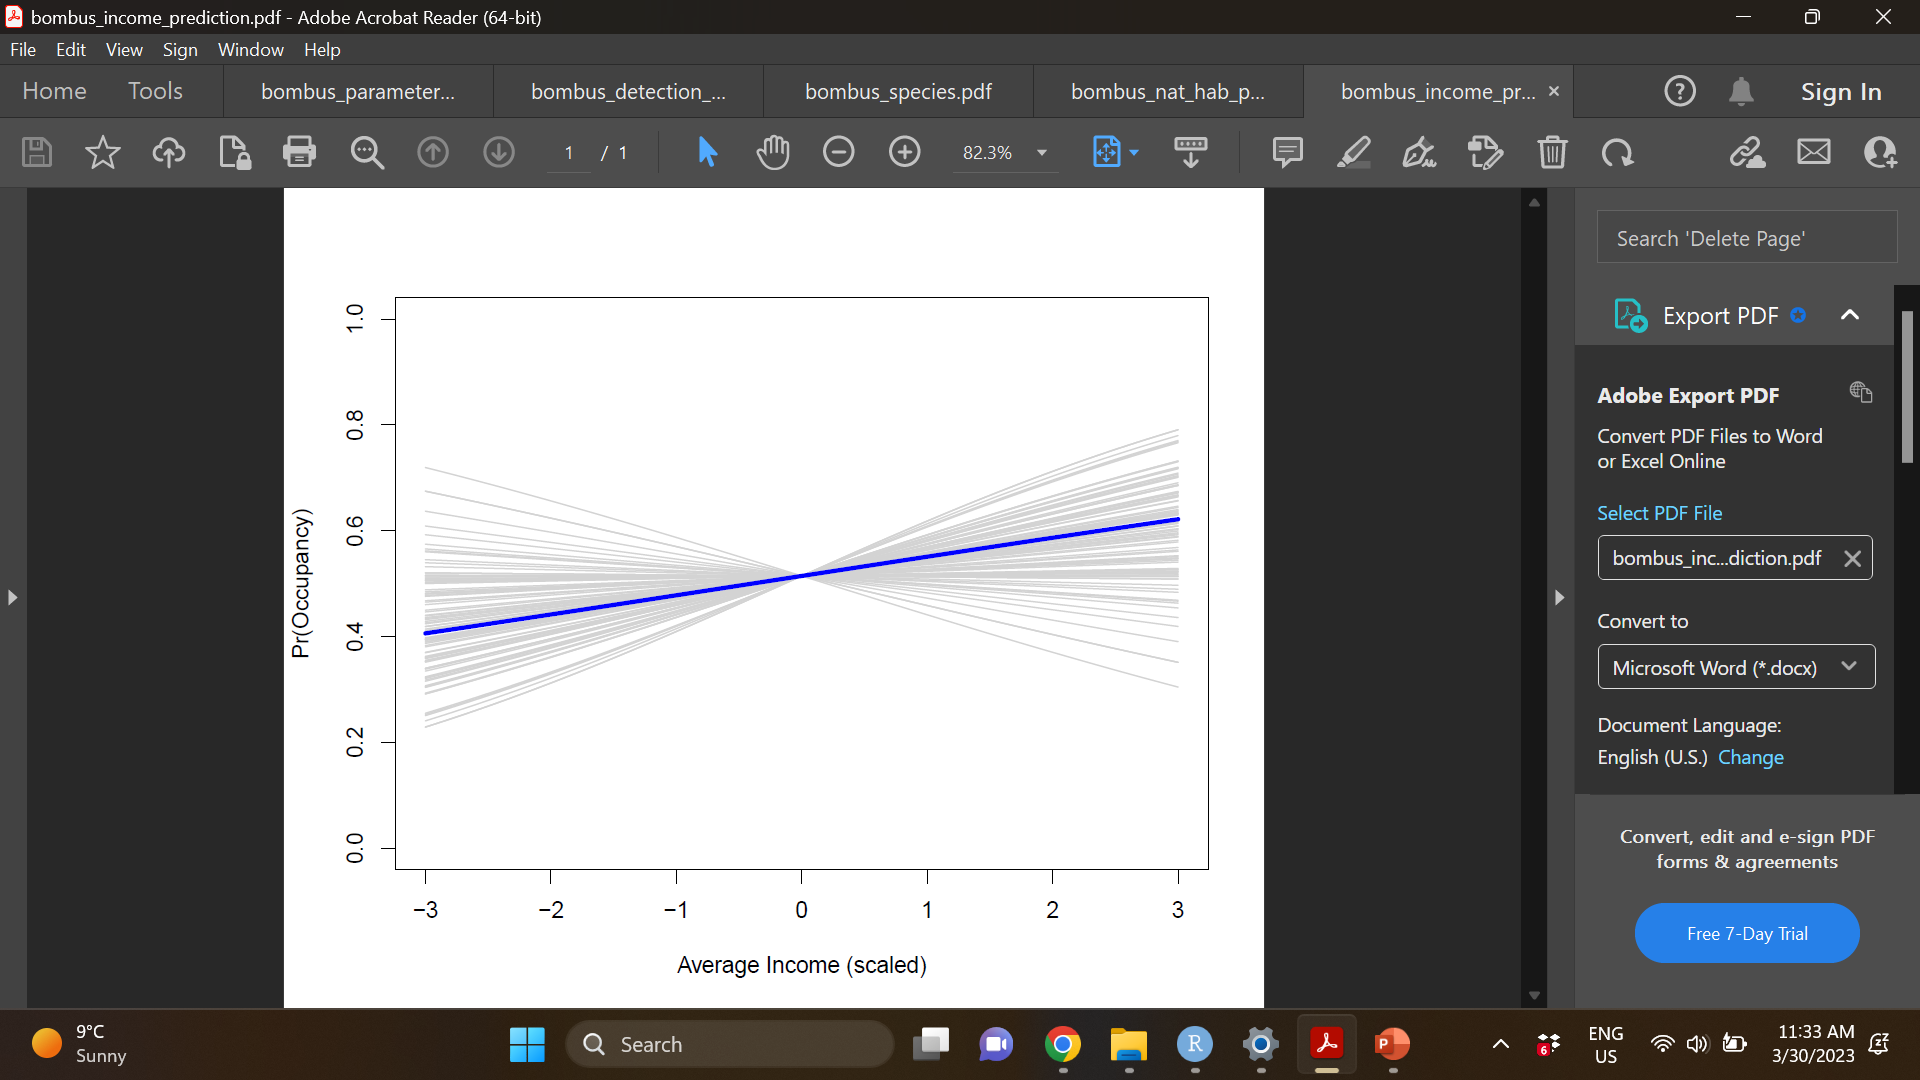 bombus_income_prediction.pdf - Adobe Acrobat Reader (64-bit)
File Edit View Sign Window Help
Home Tools bombus_parameter... bombus_detection_... bombus_species.pdf bombus_nat_hab_p... bombus_income_pr... × Sign In
1 / 1 82.3%
Search 'Delete Page'
Export PDF
Adobe Export PDF
Convert PDF Files to Word
or Excel Online
Select PDF File
bombus_inc...diction.pdf
Convert to
Microsoft Word (*.docx)
Document Language:
English (U.S.) Change
Convert, edit and e-sign PDF
forms & agreements
Free 7-Day Trial
1.0
0.8
0.6
0.4
0.2
0.0
Pr(Occupancy)
−3 −2 −1 0 1 2 3
Average Income (scaled)
9°C
Sunny
Search
R
P
6
ENG
US
11:33 AM
3/30/2023